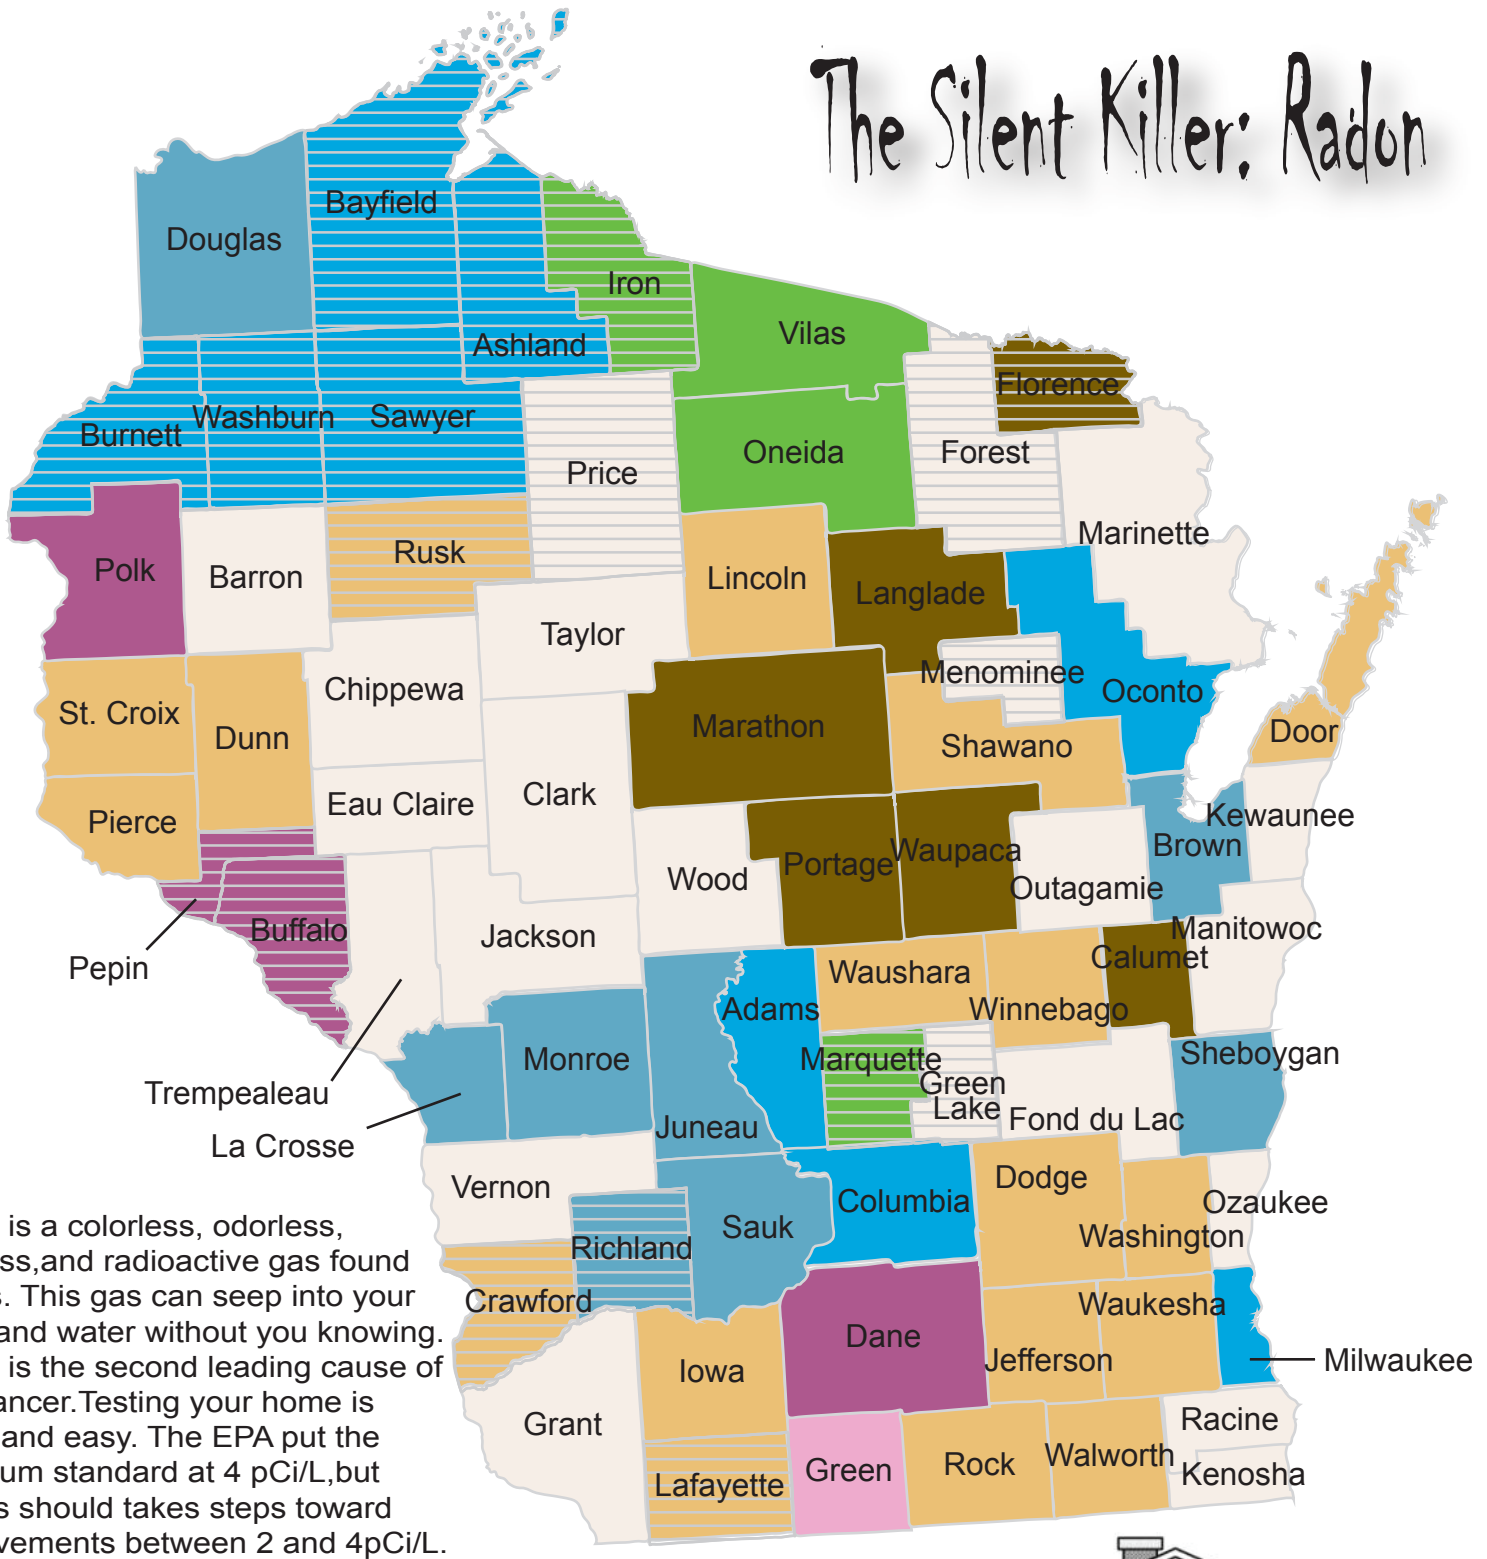 The Silent Killer: Radon
Bayfield
Douglas
Iron
Vilas
Ashland
Florence
Washburn
Sawyer
Burnett
Oneida
Forest
Price
Marinette
Rusk
Polk
Barron
Lincoln
Langlade
Taylor
Menominee
Chippewa
Oconto
St. Croix
Marathon
Door
Dunn
Shawano
Clark
Eau Claire
Pierce
Kewaunee
Brown
Waupaca
Portage
Wood
Outagamie
Buffalo
Jackson
Manitowoc
Calumet
Pepin
Waushara
Adams
Winnebago
Monroe
Marquette
Sheboygan
Green
Lake
Trempealeau
Fond du Lac
Juneau
La Crosse
Dodge
Vernon
Columbia
Ozaukee
Sauk
Washington
Richland
Crawford
Waukesha
Dane
Jefferson
Milwaukee
Iowa
Grant
Racine
Walworth
Rock
Green
Kenosha
Lafayette
is a colorless, odorless,
ss,and radioactive gas found
s. This gas can seep into your
and water without you knowing.
is the second leading cause of
ancer.Testing your home is
and easy. The EPA put the
um standard at 4 pCi/L,but
s should takes steps toward
vements between 2 and 4pCi/L.